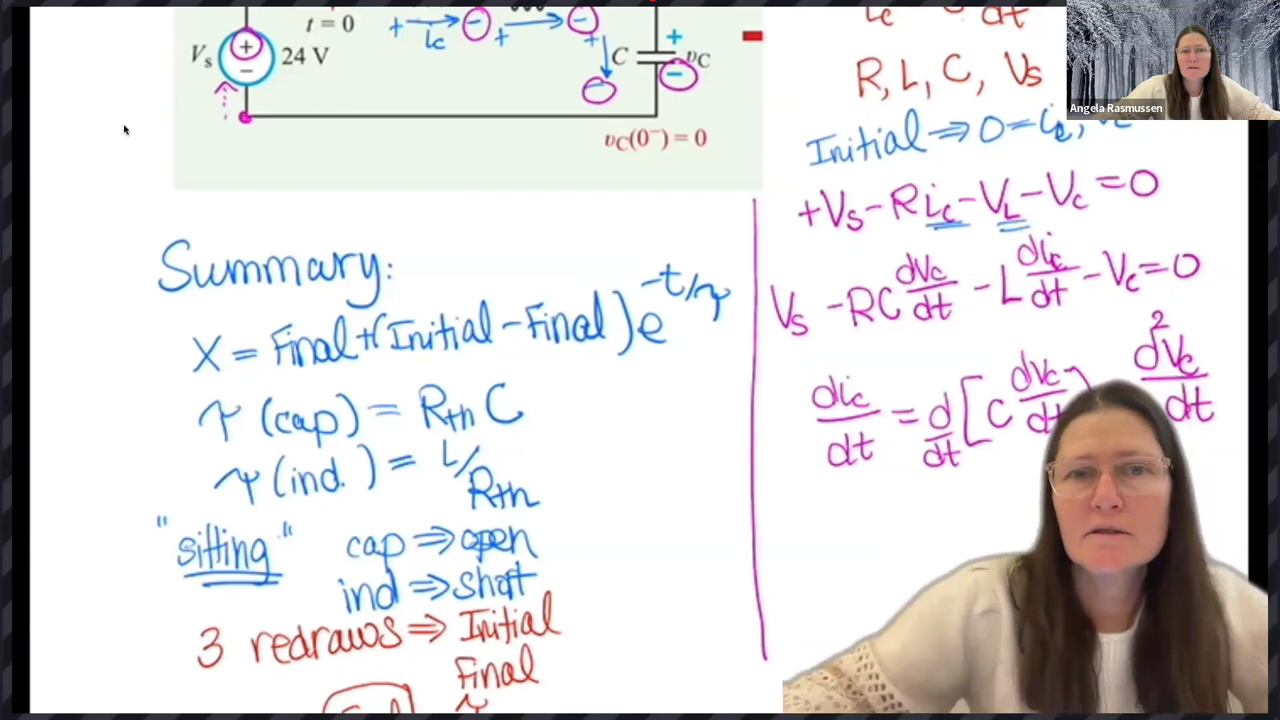 t = 0
Vs
24 V
+
−
+
ic
−
+
−
+
−
C
+
−
vC
vC(0−) = 0
Summary:
X = Final + (Initial − Final) e^−t/τ
τ (cap) = Rth C
τ (ind.) = L/Rth
"sitting" cap ⇒ open
ind ⇒ short
3 redraws ⇒ Initial
Final
τ
ic
dt
R, L, C, Vs
Initial ⇒ 0 =
+Vs − Ric − VL − Vc = 0
Vs − RC dVc/dt − L dic/dt − Vc = 0
dic/dt = d/dt [C dVc/dt] d²Vc/dt
Angela Rasmussen